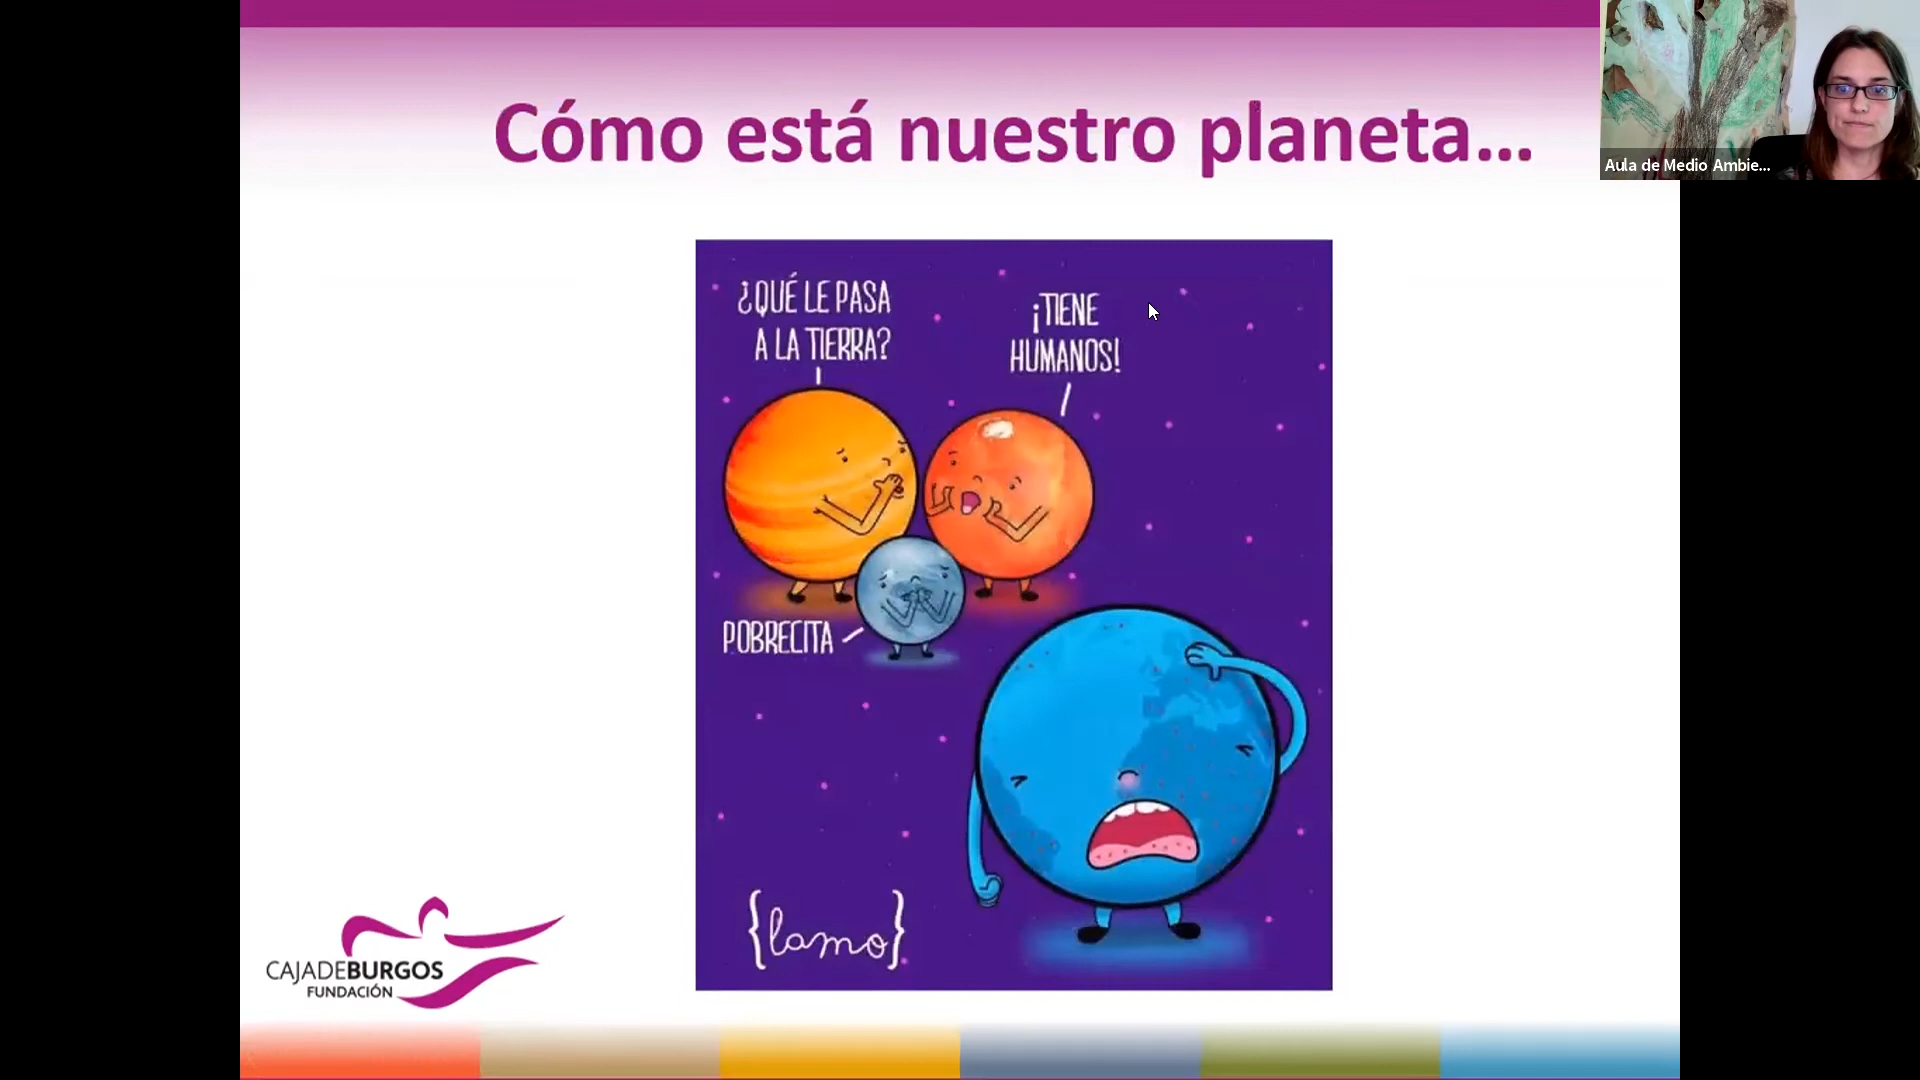 Cómo está nuestro planeta...
Aula de Medio Ambie...
¿QUÉ LE PASA
A LA TIERRA?
¡TIENE
HUMANOS!
POBRECITA
{lamo}
CAJADEBURGOS
FUNDACIÓN